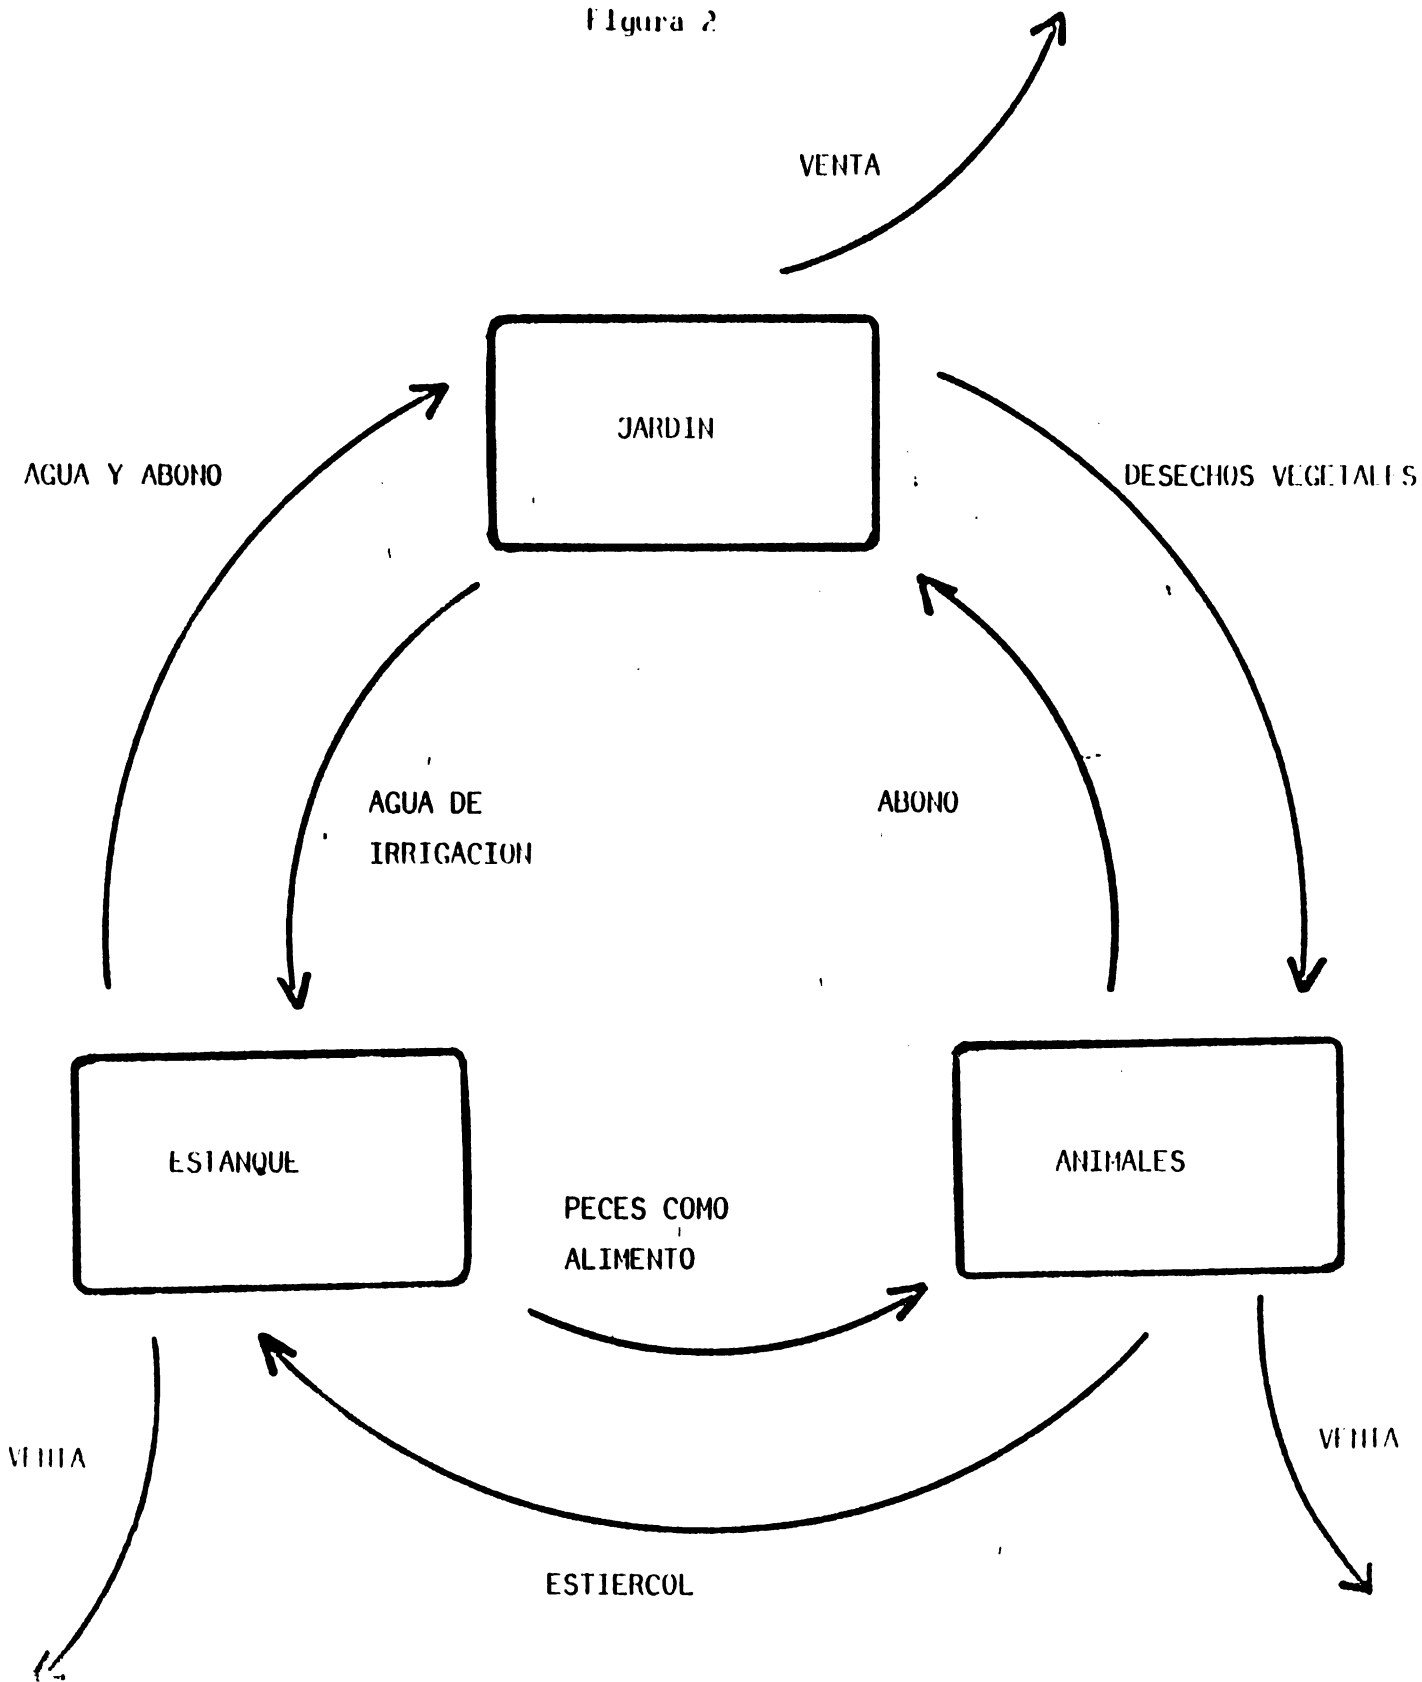 Figura 2
VENTA
JARDIN
AGUA Y ABONO
DESECHOS VEGETALES
AGUA DE
IRRIGACION
ABONO
ESTANQUE
ANIMALES
PECES COMO
ALIMENTO
VENTA
VENTA
ESTIERCOL